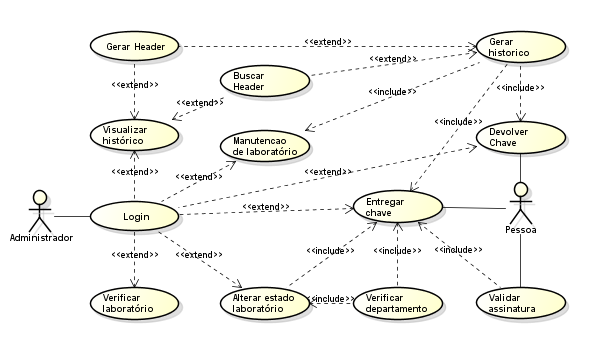 Gerar Header
<<extend>>
Gerar
historico
<<extend>>
Buscar
Header
<<extend>>
<<include>>
<<include>>
<<extend>>
<<include>>
Visualizar
histórico
Manutencao
de laboratório
Devolver
Chave
<<extend>>
<<extend>>
<<extend>>
Administrador
Login
<<extend>>
Entregar
chave
Pessoa
<<extend>>
<<extend>>
<<include>>
<<include>>
<<include>>
Verificar
laboratório
Alterar estado
laboratório
<<include>>
Verificar
departamento
Validar
assinatura